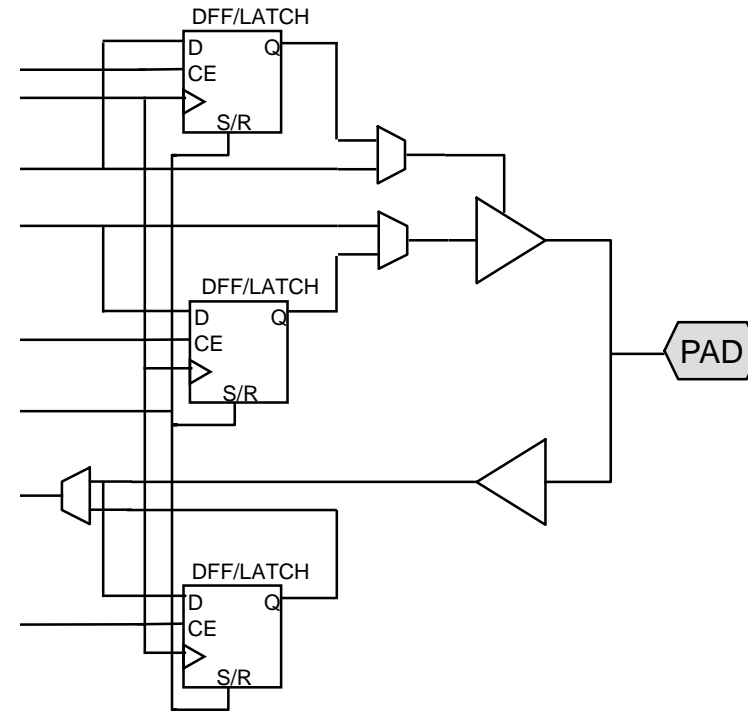 DFF/LATCH
D Q
CE
S/R
DFF/LATCH
D Q
CE
S/R
PAD
DFF/LATCH
D Q
CE
S/R